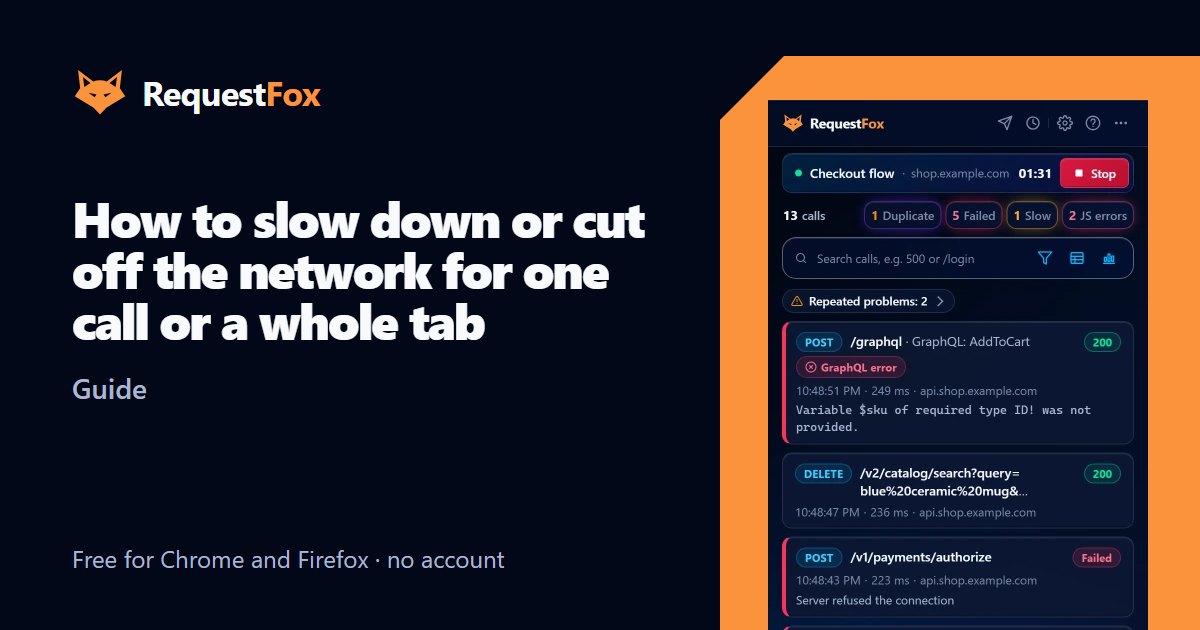 RequestFox
How to slow down or cut
off the network for one
call or a whole tab
Guide
Free for Chrome and Firefox · no account
RequestFox
Checkout flow · shop.example.com 01:31 Stop
13 calls 1 Duplicate 5 Failed 1 Slow 2 JS errors
Search calls, e.g. 500 or /login
Repeated problems: 2
POST /graphql · GraphQL: AddToCart 200
GraphQL error
10:48:51 PM · 249 ms · api.shop.example.com
Variable $sku of required type ID! was not
provided.
DELETE /v2/catalog/search?query=
blue%20ceramic%20mug&… 200
10:48:47 PM · 236 ms · api.shop.example.com
POST /v1/payments/authorize Failed
10:48:43 PM · 223 ms · api.shop.example.com
Server refused the connection